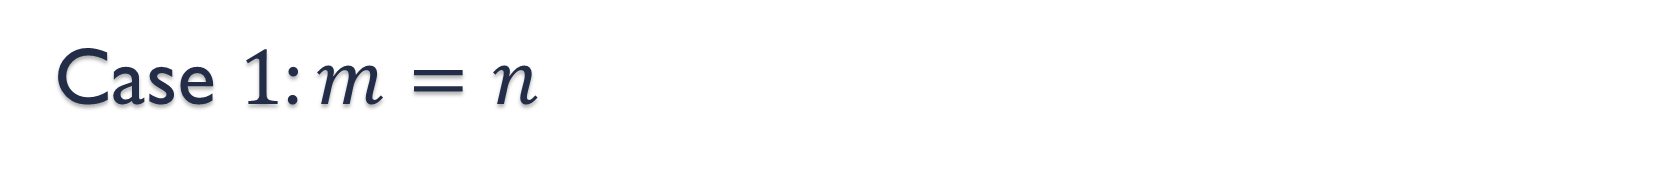 Case 1: m = n